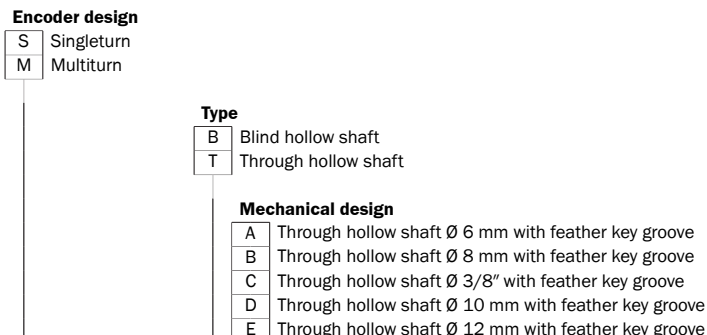 Encoder design
S Singleturn
M Multiturn
Type
B Blind hollow shaft
T Through hollow shaft
Mechanical design
A Through hollow shaft Ø 6 mm with feather key groove
B Through hollow shaft Ø 8 mm with feather key groove
C Through hollow shaft Ø 3/8″ with feather key groove
D Through hollow shaft Ø 10 mm with feather key groove
E Through hollow shaft Ø 12 mm with feather key groove